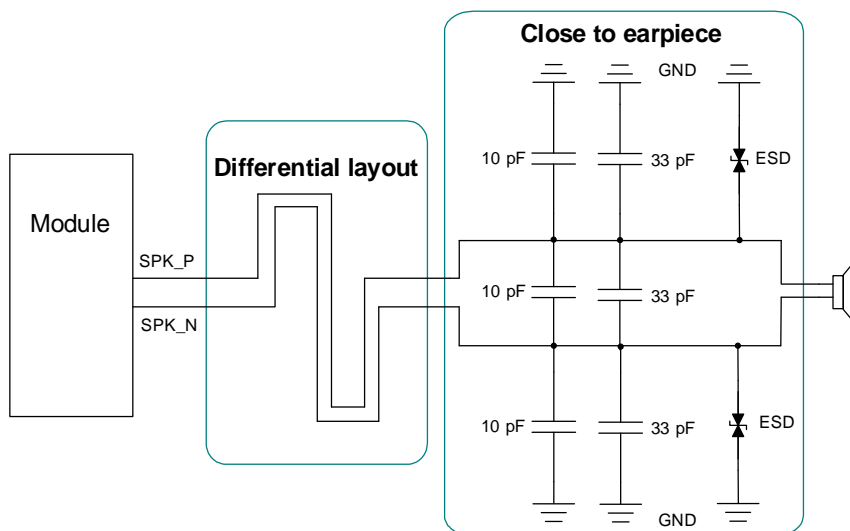 Close to earpiece
GND
Differential layout
10 pF
33 pF
ESD
Module
SPK_P
SPK_N
10 pF
33 pF
10 pF
33 pF
ESD
GND